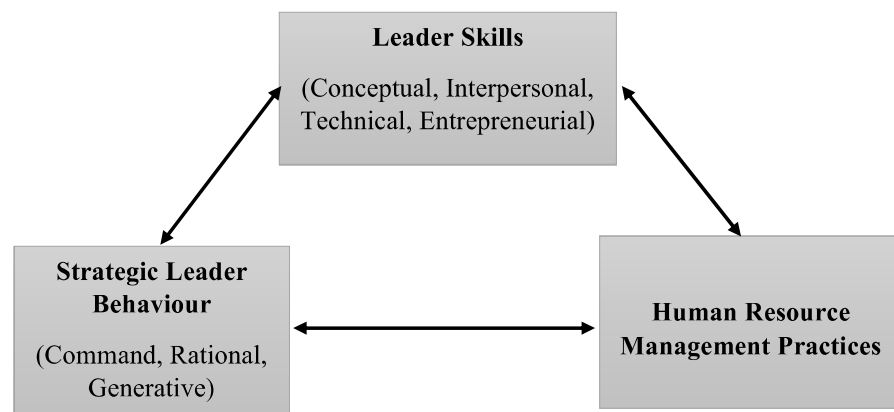 Leader Skills
(Conceptual, Interpersonal,
Technical, Entrepreneurial)
Strategic Leader
Behaviour
(Command, Rational,
Generative)
Human Resource
Management Practices